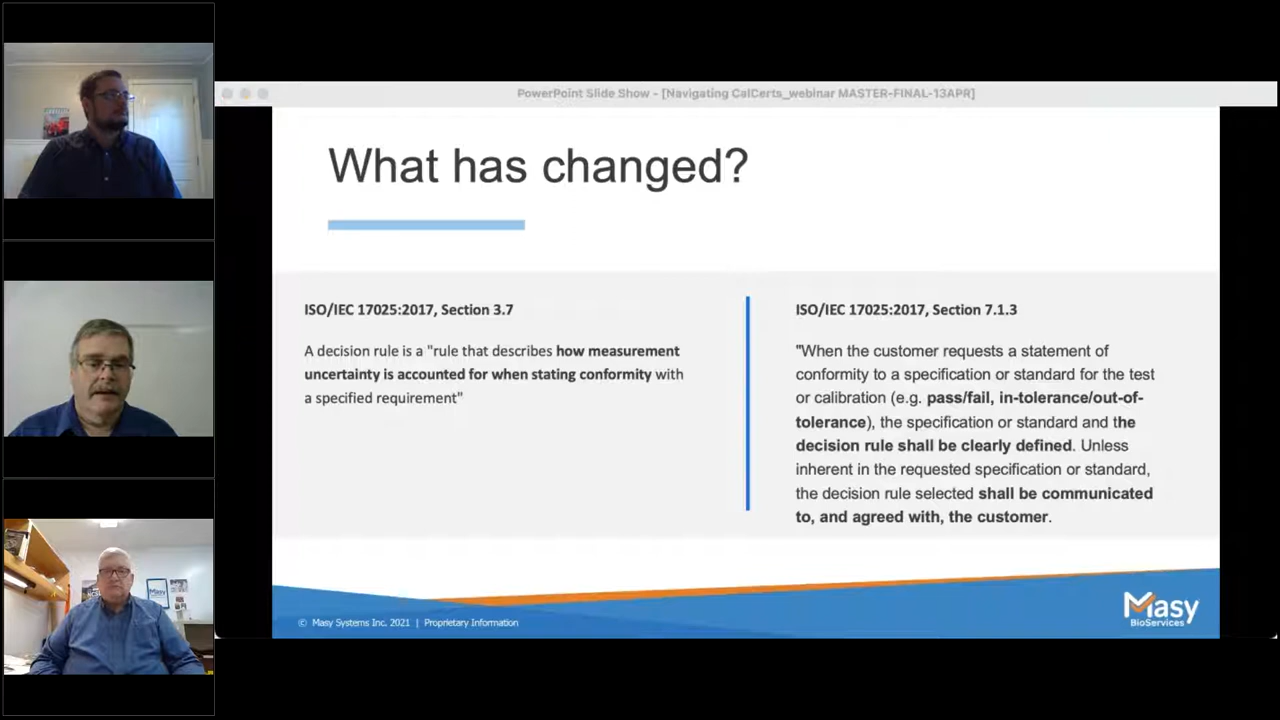 PowerPoint Slide Show - [Navigating CalCerts_webinar MASTER-FINAL-13APR]
What has changed?
ISO/IEC 17025:2017, Section 3.7
A decision rule is a "rule that describes how measurement
uncertainty is accounted for when stating conformity with
a specified requirement"
ISO/IEC 17025:2017, Section 7.1.3
"When the customer requests a statement of
conformity to a specification or standard for the test
or calibration (e.g. pass/fail, in-tolerance/out-of-
tolerance), the specification or standard and the
decision rule shall be clearly defined. Unless
inherent in the requested specification or standard,
the decision rule selected shall be communicated
to, and agreed with, the customer.
© Masy Systems Inc. 2021 | Proprietary Information
Masy
BioServices